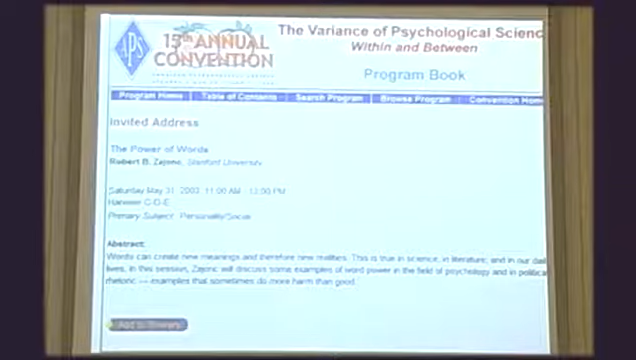 APS
15th ANNUAL
CONVENTION
The Variance of Psychological Scienc
Within and Between
Program Book
Program Home
Table of Contents
Search Program
Browse Program
Convention Hom
Invited Address
The Power of Words
Robert B. Zajonc, Stanford University
Saturday May 31, 2003 11:00 AM - 12:00 PM
Hanover C-D-E
Primary Subject: Personality/Social
Abstract:
Words can create new meanings and therefore new realities. This is true in science, in literature, and in our dail
lives. In this session, Zajonc will discuss some examples of word power in the field of psychology and in political
rhetoric — examples that sometimes do more harm than good.
Add to Itinerary